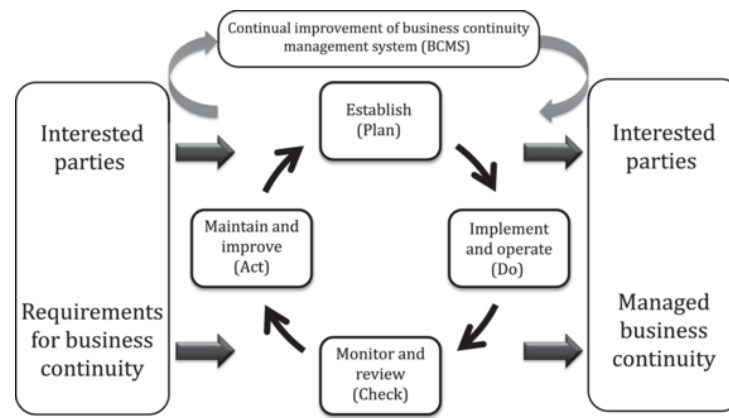 Continual improvement of business continuity
management system (BCMS)
Interested
parties
Requirements
for business
continuity
Establish
(Plan)
Maintain and
improve
(Act)
Implement
and operate
(Do)
Monitor and
review
(Check)
Interested
parties
Managed
business
continuity